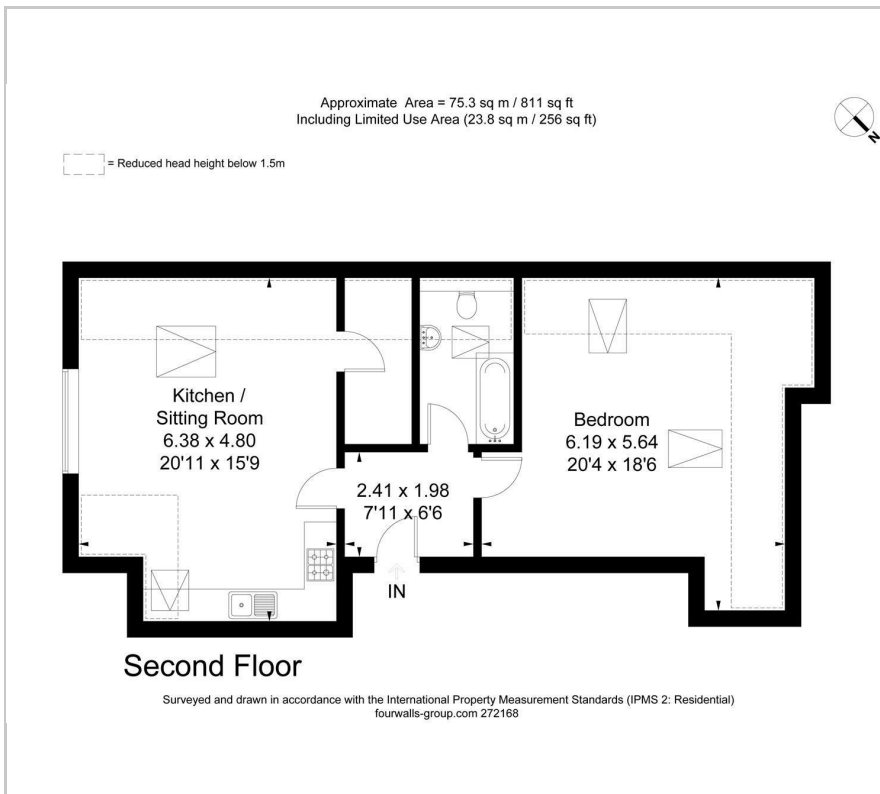 Approximate Area = 75.3 sq m / 811 sq ft
Including Limited Use Area (23.8 sq m / 256 sq ft)
N
= Reduced head height below 1.5m
Kitchen /
Sitting Room
6.38 x 4.80
20'11 x 15'9
Bedroom
6.19 x 5.64
20'4 x 18'6
2.41 x 1.98
7'11 x 6'6
IN
Second Floor
Surveyed and drawn in accordance with the International Property Measurement Standards (IPMS 2: Residential)
fourwalls-group.com 272168